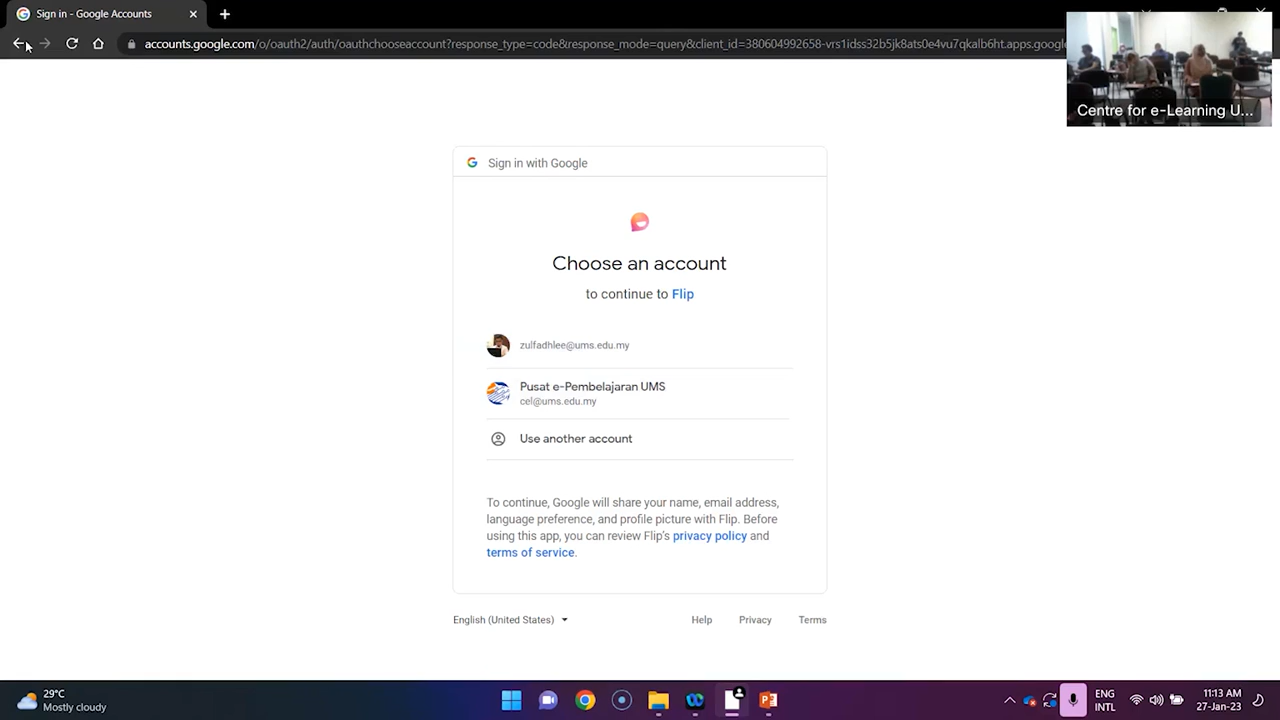 Sign in - Google Accounts
accounts.google.com/o/oauth2/auth/oauthchooseaccount?response_type=code&response_mode=query&client_id=380604992658-vrs1idss32b5jk8ats0e4vu7qkalb6ht.apps.google
Centre for e-Learning U...
Sign in with Google
Choose an account
to continue to Flip
zulfadhlee@ums.edu.my
Pusat e-Pembelajaran UMS
cel@ums.edu.my
Use another account
To continue, Google will share your name, email address,
language preference, and profile picture with Flip. Before
using this app, you can review Flip's privacy policy and
terms of service.
English (United States) Help Privacy Terms
29°C
Mostly cloudy
ENG
INTL
11:13 AM
27-Jan-23